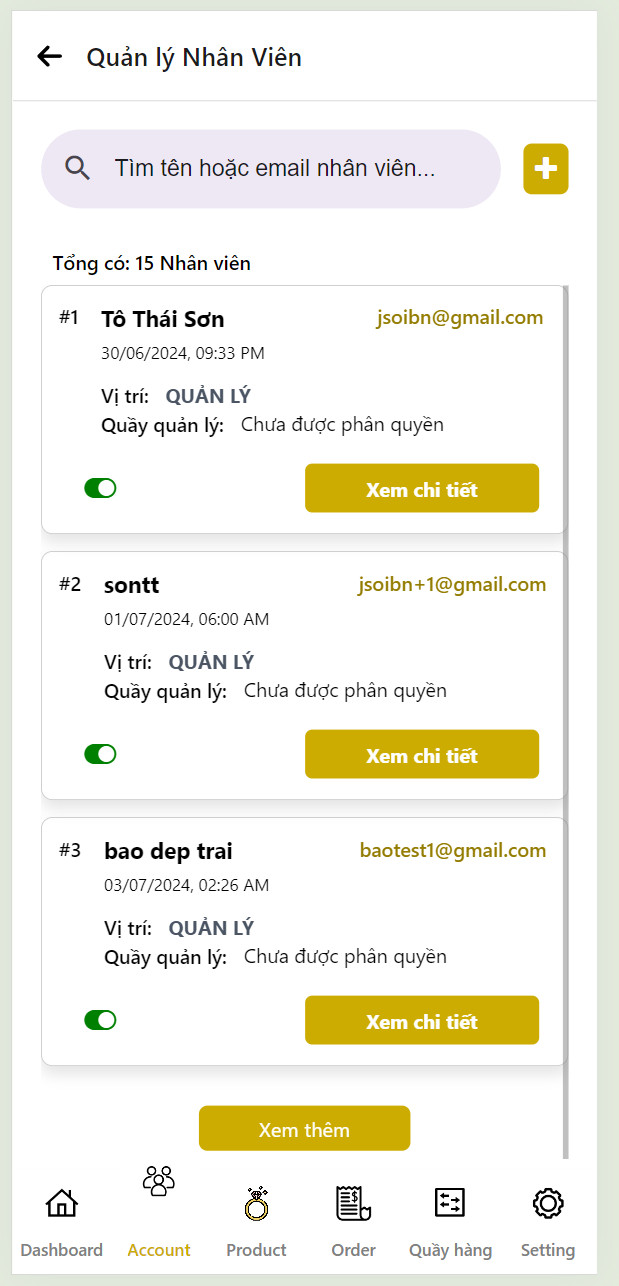 Quản lý Nhân Viên
Tìm tên hoặc email nhân viên...
Tổng có: 15 Nhân viên
#1 Tô Thái Sơn jsoibn@gmail.com
30/06/2024, 09:33 PM
Vị trí: QUẢN LÝ
Quầy quản lý: Chưa được phân quyền
Xem chi tiết
#2 sontt jsoibn+1@gmail.com
01/07/2024, 06:00 AM
Vị trí: QUẢN LÝ
Quầy quản lý: Chưa được phân quyền
Xem chi tiết
#3 bao dep trai baotest1@gmail.com
03/07/2024, 02:26 AM
Vị trí: QUẢN LÝ
Quầy quản lý: Chưa được phân quyền
Xem chi tiết
Xem thêm
Dashboard Account Product Order Quầy hàng Setting